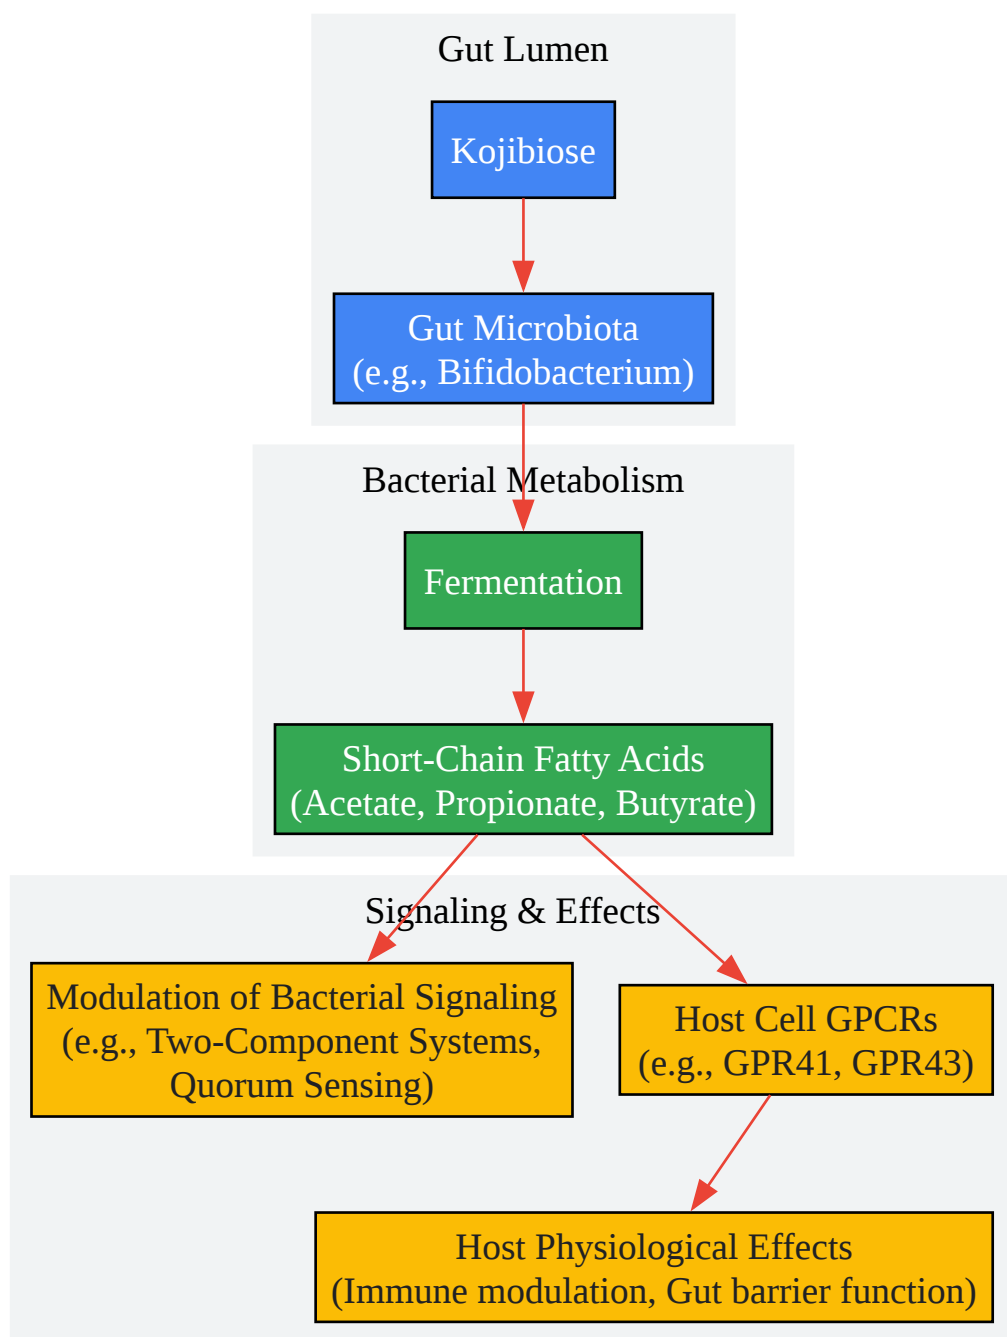 Gut Lumen
Kojibiose
Gut Microbiota
(e.g., Bifidobacterium)
Bacterial Metabolism
Fermentation
Short-Chain Fatty Acids
(Acetate, Propionate, Butyrate)
Signaling & Effects
Modulation of Bacterial Signaling
(e.g., Two-Component Systems,
Quorum Sensing)
Host Cell GPCRs
(e.g., GPR41, GPR43)
Host Physiological Effects
(Immune modulation, Gut barrier function)